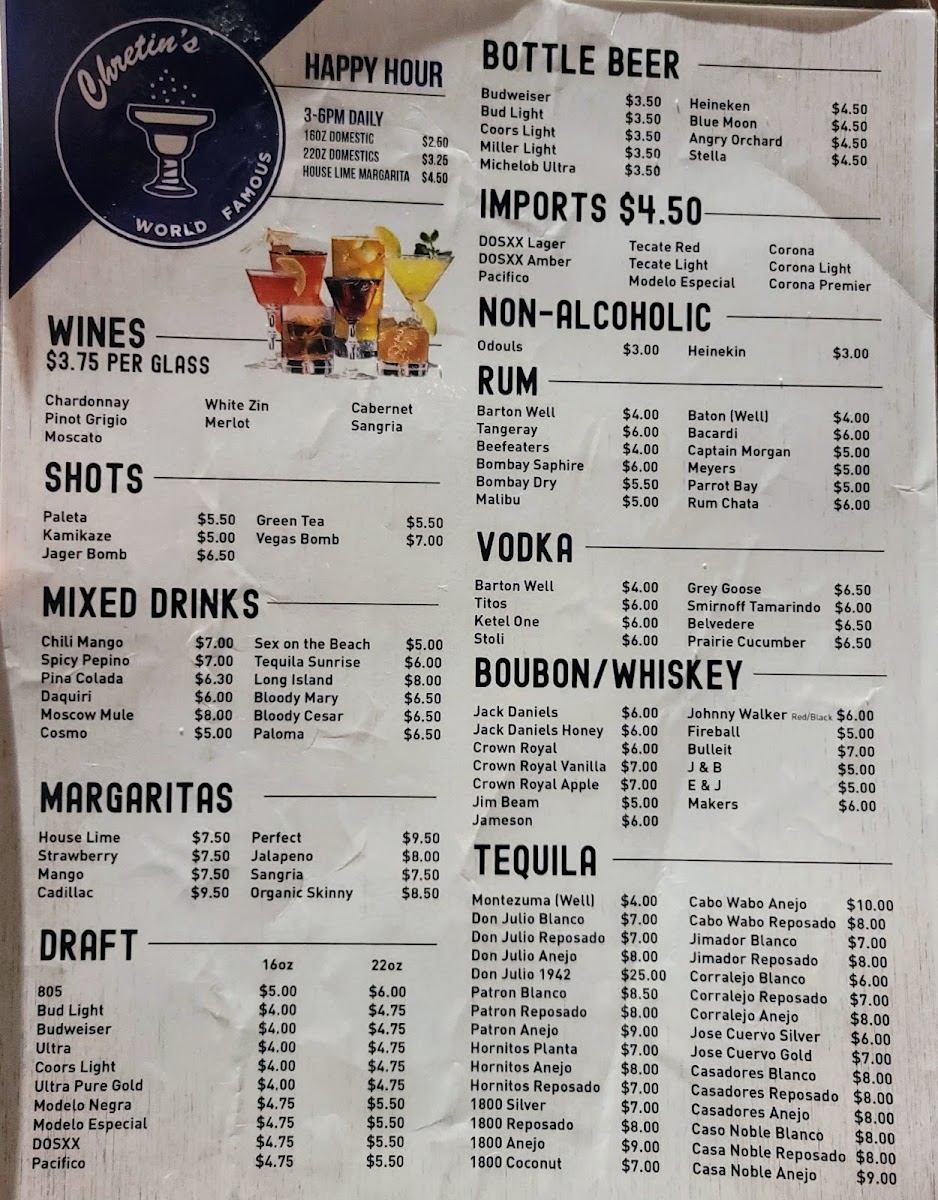 Chretin's
WORLD FAMOUS
HAPPY HOUR
3-6PM DAILY
16OZ DOMESTIC $2.50
22OZ DOMESTICS $3.25
HOUSE LIME MARGARITA $4.50
WINES
$3.75 PER GLASS
Chardonnay White Zin Cabernet
Pinot Grigio Merlot Sangria
Moscato
SHOTS
Paleta $5.50 Green Tea $5.50
Kamikaze $5.00 Vegas Bomb $7.00
Jager Bomb $6.50
MIXED DRINKS
Chili Mango $7.00 Sex on the Beach $5.00
Spicy Pepino $7.00 Tequila Sunrise $6.00
Pina Colada $6.30 Long Island $8.00
Daquiri $6.00 Bloody Mary $6.50
Moscow Mule $8.00 Bloody Cesar $6.50
Cosmo $5.00 Paloma $6.50
MARGARITAS
House Lime $7.50 Perfect $9.50
Strawberry $7.50 Jalapeno $8.00
Mango $7.50 Sangria $7.50
Cadillac $9.50 Organic Skinny $8.50
DRAFT
16oz 22oz
805 $5.00 $6.00
Bud Light $4.00 $4.75
Budweiser $4.00 $4.75
Ultra $4.00 $4.75
Coors Light $4.00 $4.75
Ultra Pure Gold $4.00 $4.75
Modelo Negra $4.75 $5.50
Modelo Especial $4.75 $5.50
DOSXX $4.75 $5.50
Pacifico $4.75 $5.50
BOTTLE BEER
Budweiser $3.50 Heineken $4.50
Bud Light $3.50 Blue Moon $4.50
Coors Light $3.50 Angry Orchard $4.50
Miller Light $3.50 Stella $4.50
Michelob Ultra $3.50
IMPORTS $4.50
DOSXX Lager Tecate Red Corona
DOSXX Amber Tecate Light Corona Light
Pacifico Modelo Especial Corona Premier
NON-ALCOHOLIC
Odouls $3.00 Heinekin $3.00
RUM
Barton Well $4.00 Baton (Well) $4.00
Tangeray $6.00 Bacardi $6.00
Beefeaters $4.00 Captain Morgan $5.00
Bombay Saphire $6.00 Meyers $5.00
Bombay Dry $5.50 Parrot Bay $5.00
Malibu $5.00 Rum Chata $6.00
VODKA
Barton Well $4.00 Grey Goose $6.50
Titos $6.00 Smirnoff Tamarindo $6.00
Ketel One $6.00 Belvedere $6.50
Stoli $6.00 Prairie Cucumber $6.50
BOUBON/WHISKEY
Jack Daniels $6.00 Johnny Walker Red/Black $6.00
Jack Daniels Honey $6.00 Fireball $5.00
Crown Royal $6.00 Bulleit $7.00
Crown Royal Vanilla $7.00 J & B $5.00
Crown Royal Apple $7.00 E & J $5.00
Jim Beam $5.00 Makers $6.00
Jameson $6.00
TEQUILA
Montezuma (Well) $4.00 Cabo Wabo Anejo $10.00
Don Julio Blanco $7.00 Cabo Wabo Reposado $8.00
Don Julio Reposado $7.00 Jimador Blanco $7.00
Don Julio Anejo $8.00 Jimador Reposado $8.00
Don Julio 1942 $25.00 Corralejo Blanco $6.00
Patron Blanco $8.50 Corralejo Reposado $7.00
Patron Reposado $8.00 Corralejo Anejo $8.00
Patron Anejo $9.00 Jose Cuervo Silver $6.00
Hornitos Planta $7.00 Jose Cuervo Gold $7.00
Hornitos Anejo $8.00 Casadores Blanco $8.00
Hornitos Reposado $7.00 Casadores Reposado $8.00
1800 Silver $7.00 Casadores Anejo $8.00
1800 Reposado $8.00 Caso Noble Blanco $8.00
1800 Anejo $9.00 Casa Noble Reposado $8.00
1800 Coconut $7.00 Casa Noble Anejo $9.00